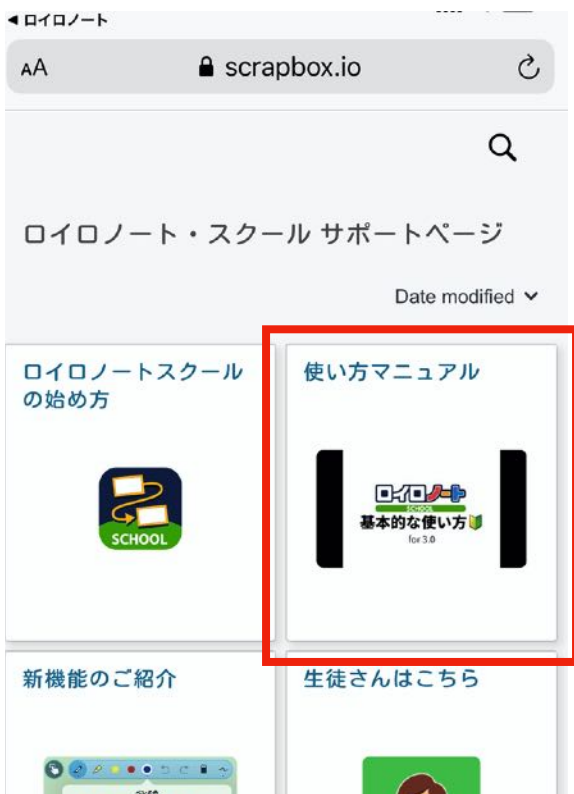 ◀ロイロノート
AA scrapbox.io
ロイロノート・スクール サポートページ
Date modified
ロイロノートスクール
の始め方
SCHOOL
使い方マニュアル
ロイロノート
SCHOOL
基本的な使い方
for 3.0
新機能のご紹介
生徒さんはこちら